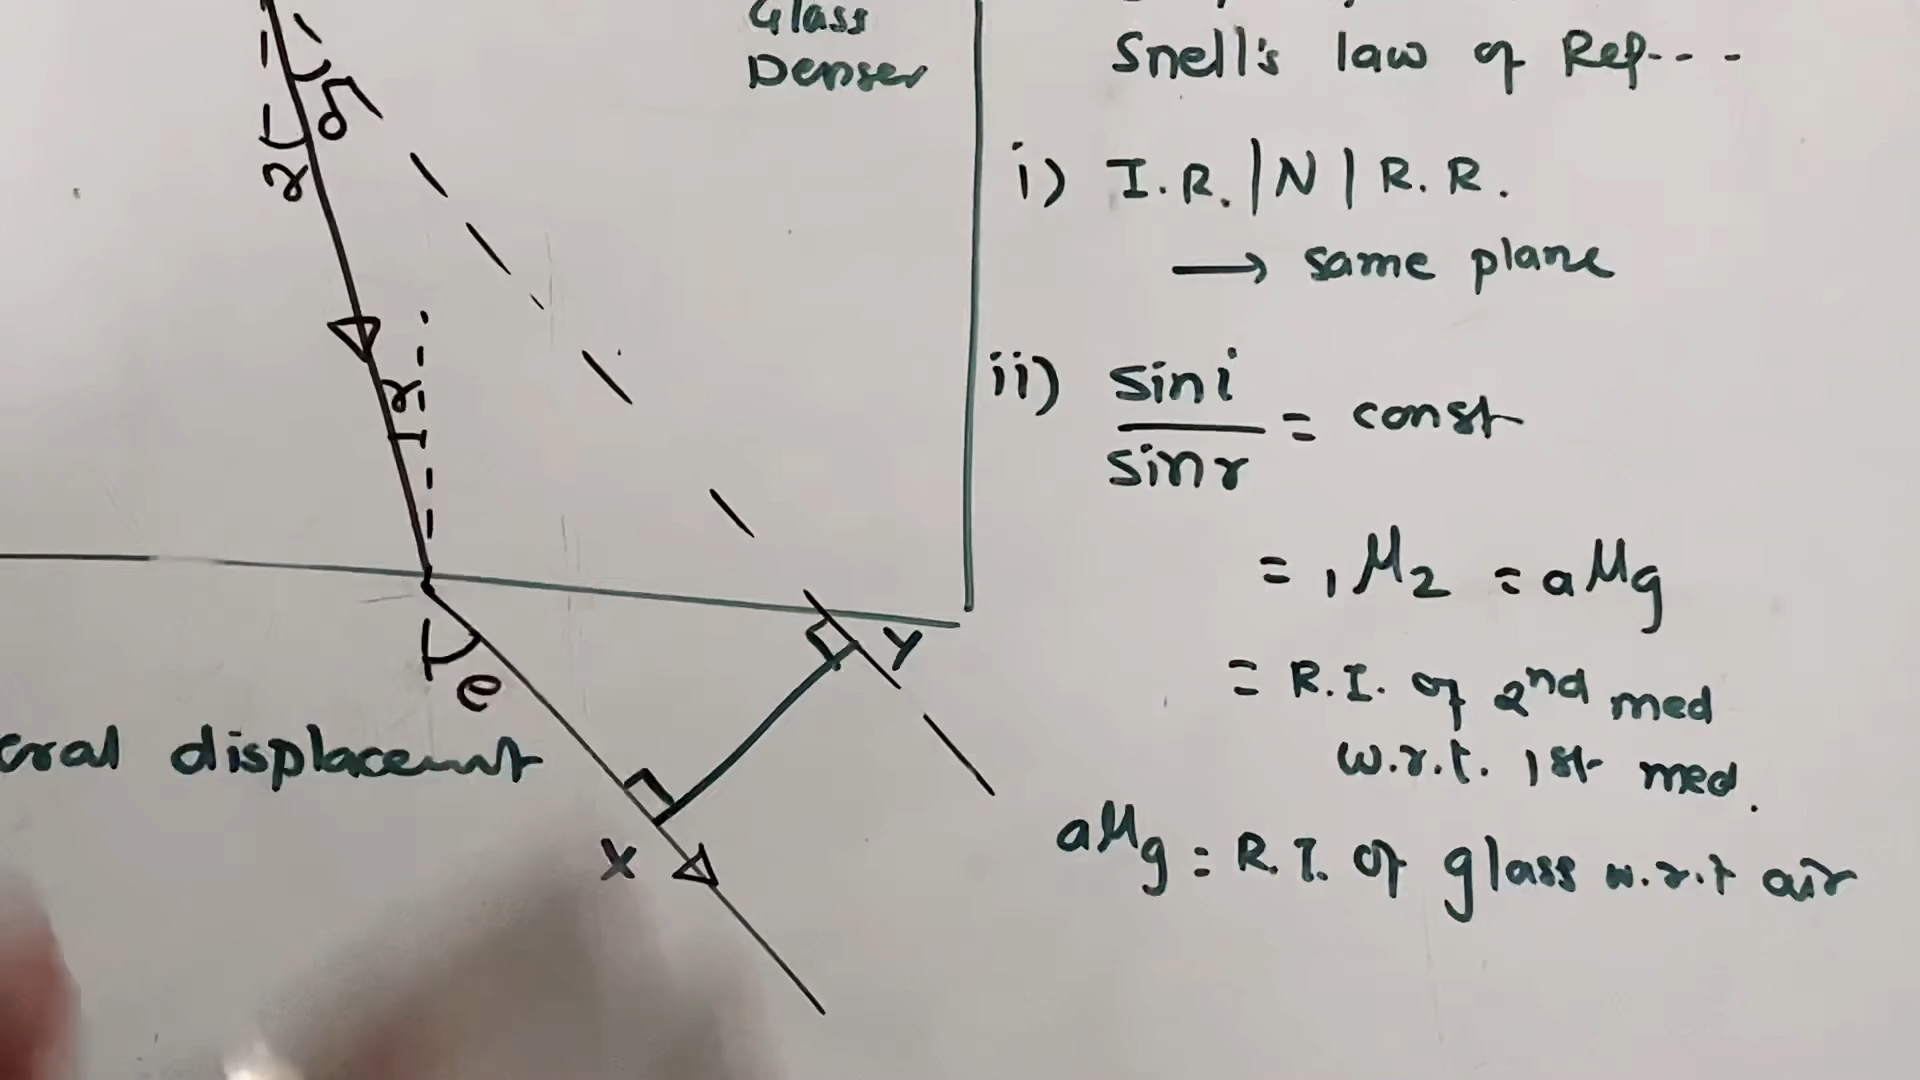 Glass
Denser
δ
r
r
e
Y
X
displacement
Snell's law of Ref---
i) I.R. | N | R.R.
→ same plane
ii) sin i / sin r = const
= ₁μ₂ = aμg
= R.I. of 2nd med
w.r.t. 1st med.
aμg = R.I. of glass w.r.t air